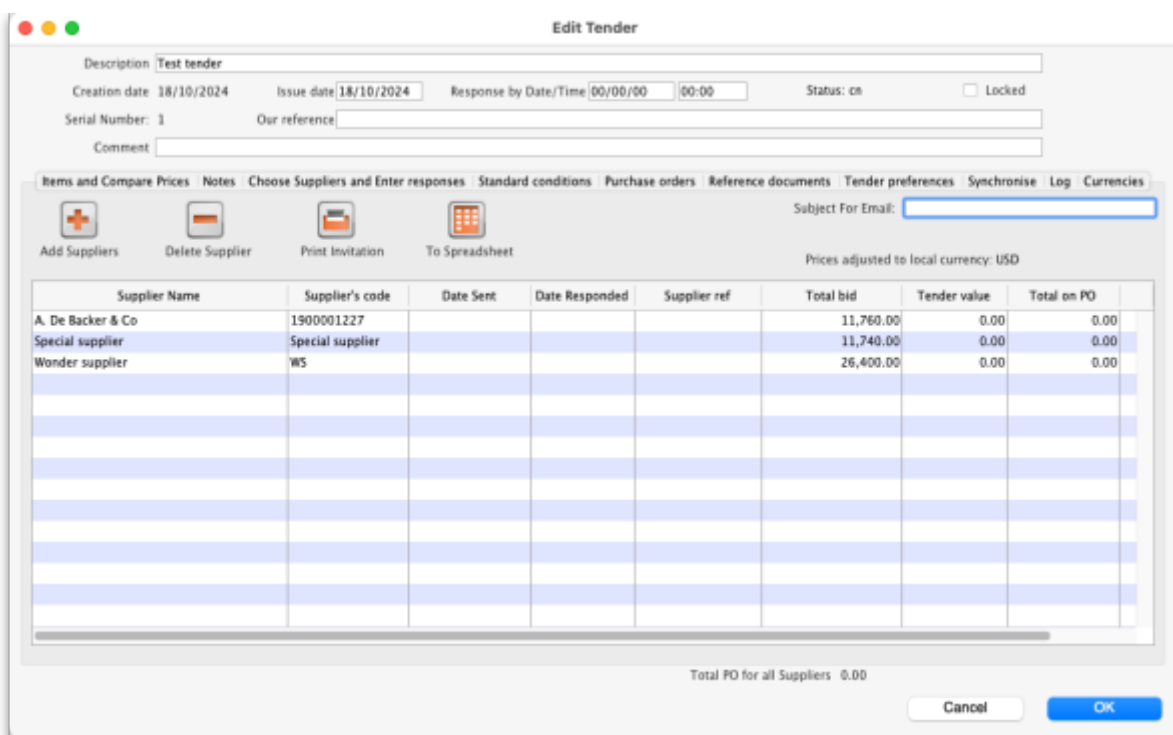 Edit Tender
Description Test tender
Creation date 18/10/2024 Issue date 18/10/2024 Response by Date/Time 00/00/00 00:00 Status: cn Locked
Serial Number: 1 Our reference
Comment
Items and Compare Prices Notes Choose Suppliers and Enter responses Standard conditions Purchase orders Reference documents Tender preferences Synchronise Log Currencies
Subject For Email:
Add Suppliers Delete Supplier Print Invitation To Spreadsheet
Prices adjusted to local currency: USD
Supplier Name Supplier's code Date Sent Date Responded Supplier ref Total bid Tender value Total on PO
A. De Backer & Co 1900001227 11,760.00 0.00 0.00
Special supplier Special supplier 11,740.00 0.00 0.00
Wonder supplier WS 26,400.00 0.00 0.00
Total PO for all Suppliers 0.00
Cancel OK